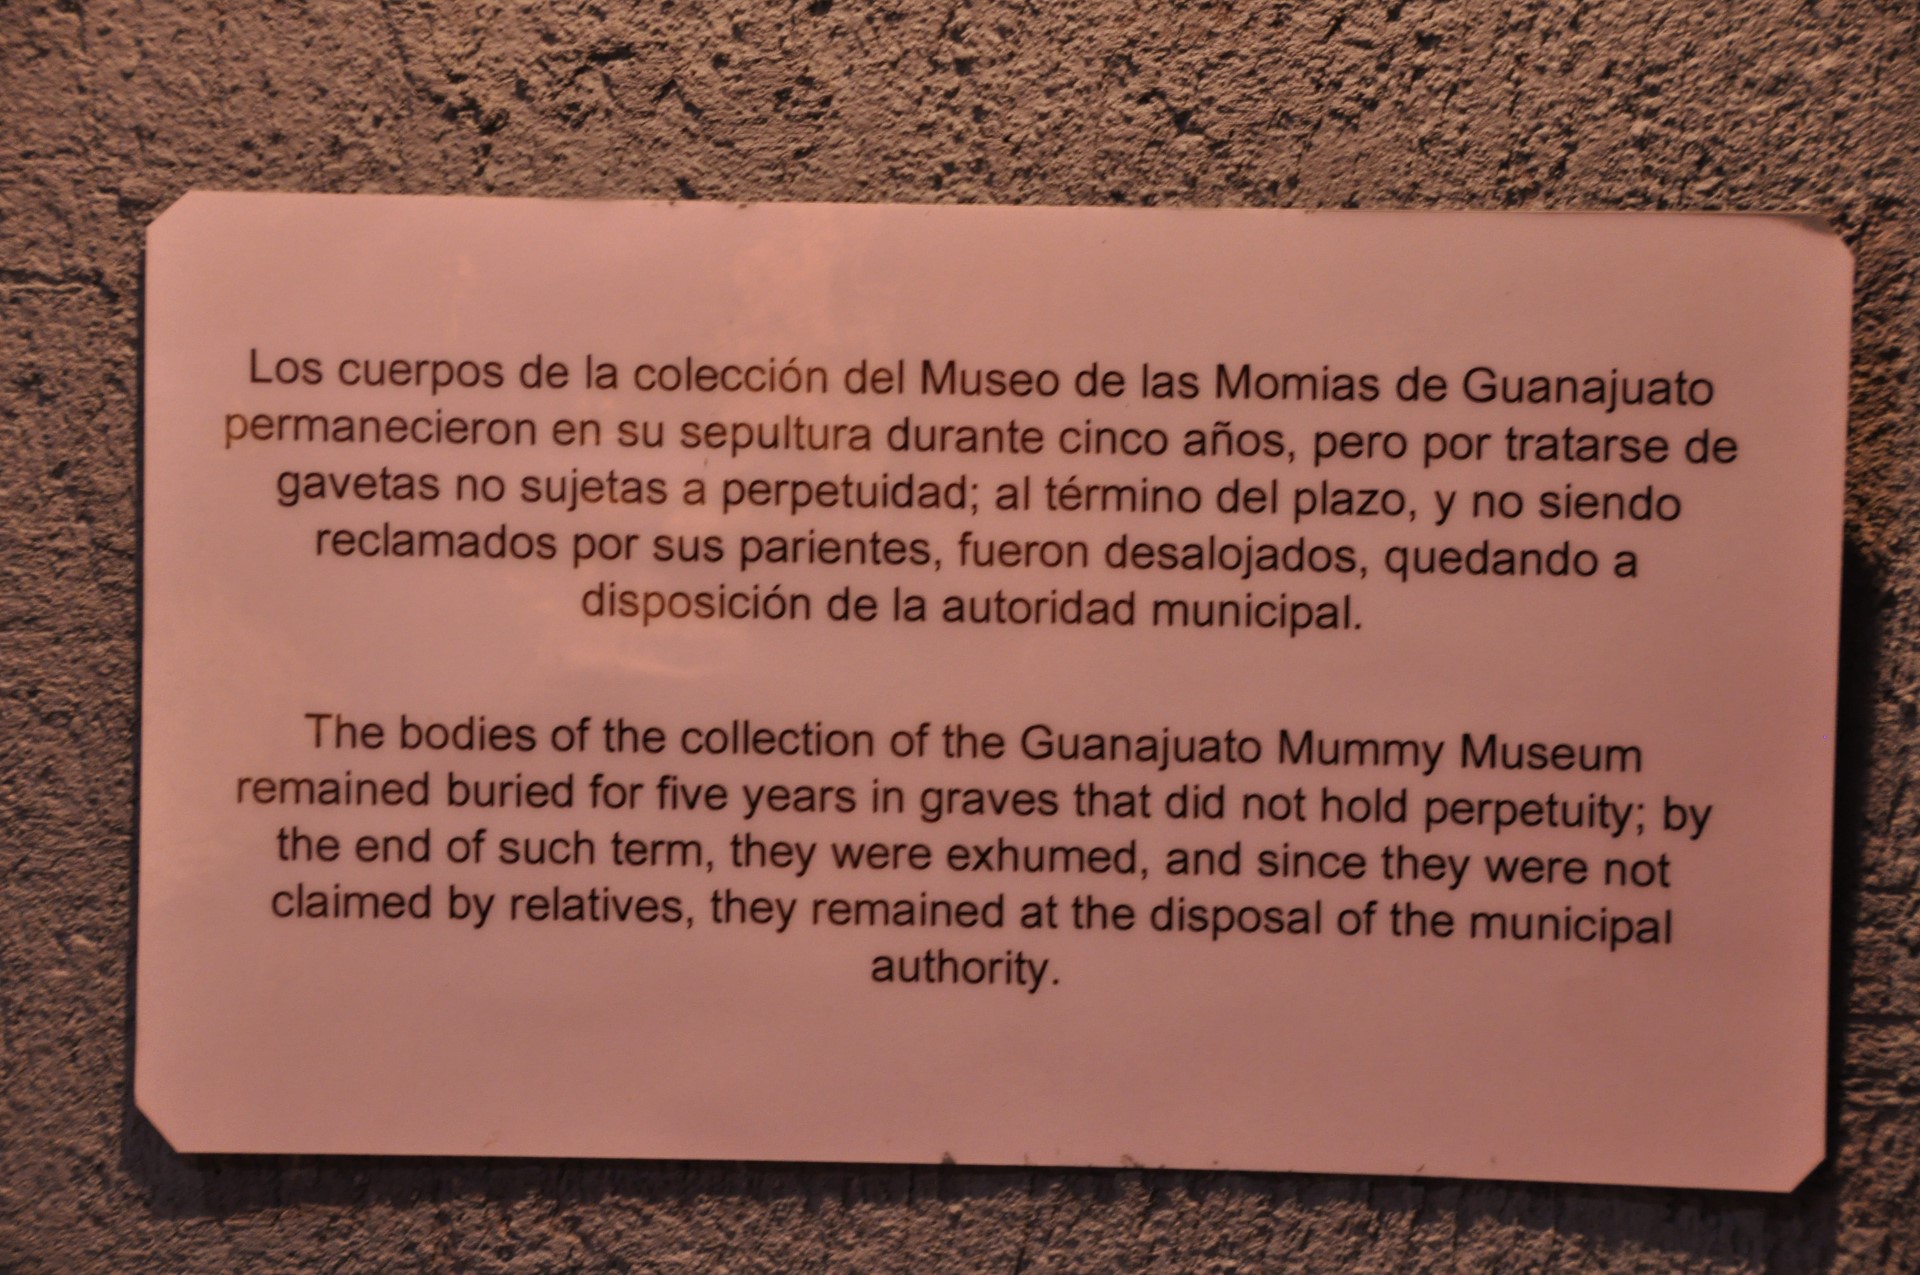 Los cuerpos de la colección del Museo de las Momias de Guanajuato
permanecieron en su sepultura durante cinco años, pero por tratarse de
gavetas no sujetas a perpetuidad; al término del plazo, y no siendo
reclamados por sus parientes, fueron desalojados, quedando a
disposición de la autoridad municipal.
The bodies of the collection of the Guanajuato Mummy Museum
remained buried for five years in graves that did not hold perpetuity; by
the end of such term, they were exhumed, and since they were not
claimed by relatives, they remained at the disposal of the municipal
authority.